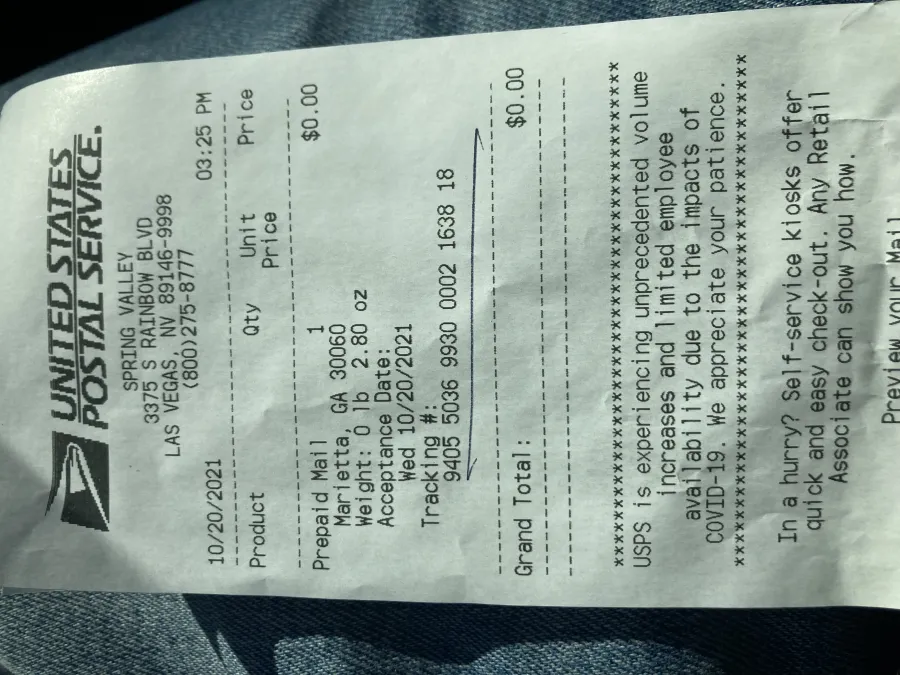 UNITED STATES
POSTAL SERVICE.
SPRING VALLEY
3375 S RAINBOW BLVD
LAS VEGAS, NV 89146-9998
(800)275-8777
10/20/2021 03:25 PM
Product Qty Unit Price
Price
Prepaid Mail 1 $0.00
Marietta, GA 30060
Weight: 0 lb 2.80 oz
Acceptance Date:
Wed 10/20/2021
Tracking #:
9405 5036 9930 0002 1638 18
Grand Total: $0.00
USPS is experiencing unprecedented volume
increases and limited employee
availability due to the impacts of
COVID-19. We appreciate your patience.
In a hurry? Self-service kiosks offer
quick and easy check-out. Any Retail
Associate can show you how.
Preview your Mail